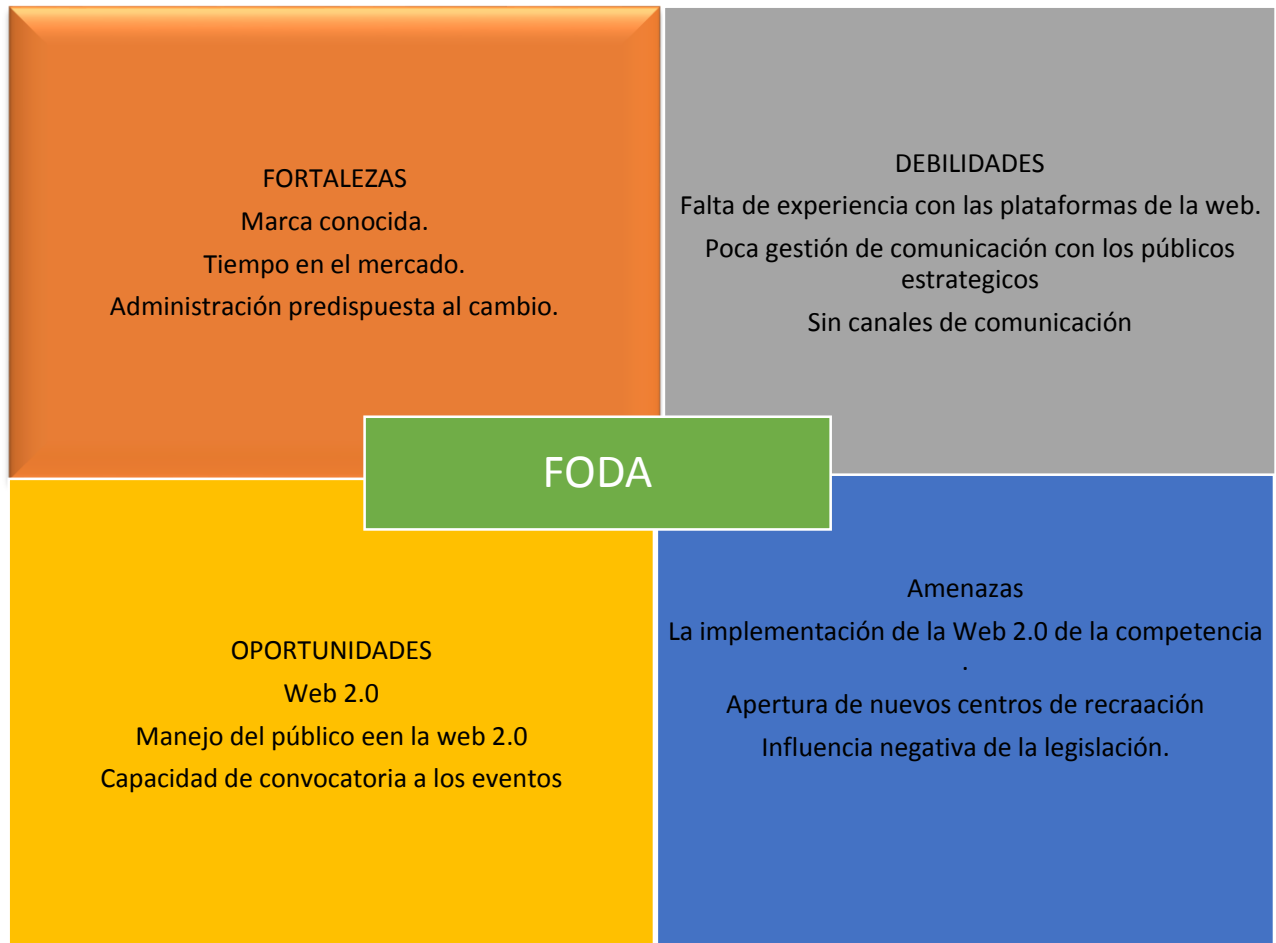 FORTALEZAS
Marca conocida.
Tiempo en el mercado.
Administración predispuesta al cambio.
DEBILIDADES
Falta de experiencia con las plataformas de la web.
Poca gestión de comunicación con los públicos
estrategicos
Sin canales de comunicación
FODA
OPORTUNIDADES
Web 2.0
Manejo del público een la web 2.0
Capacidad de convocatoria a los eventos
Amenazas
La implementación de la Web 2.0 de la competencia
.
Apertura de nuevos centros de recraación
Influencia negativa de la legislación.